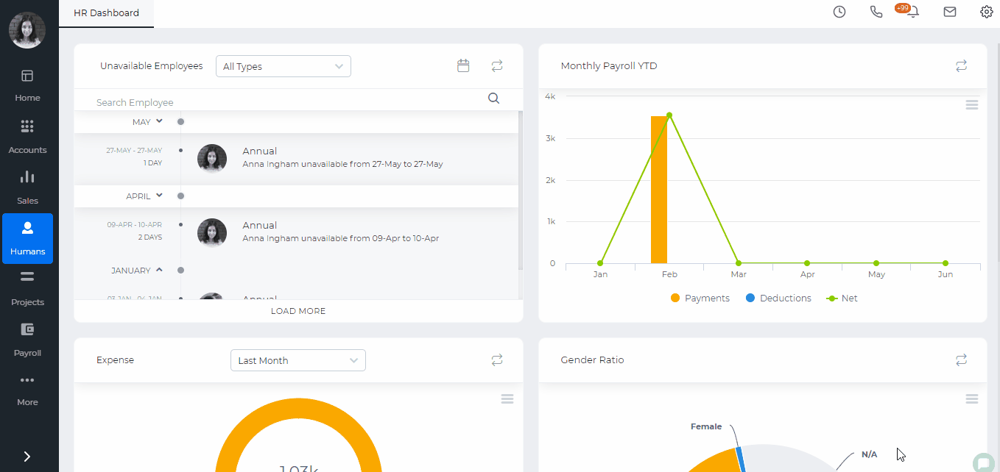 HR Dashboard
+99
Home
Accounts
Sales
Humans
Projects
Payroll
More
Unavailable Employees
All Types
Search Employee
MAY
27-MAY - 27-MAY
1 DAY
Annual
Anna Ingham unavailable from 27-May to 27-May
APRIL
09-APR - 10-APR
2 DAYS
Annual
Anna Ingham unavailable from 09-Apr to 10-Apr
JANUARY
03-JAN - 04-JAN
Annual
LOAD MORE
Monthly Payroll YTD
4k
3k
2k
1k
0
Jan Feb Mar Apr May Jun
Payments Deductions Net
Expense
Last Month
1.03k
Gender Ratio
Female
N/A